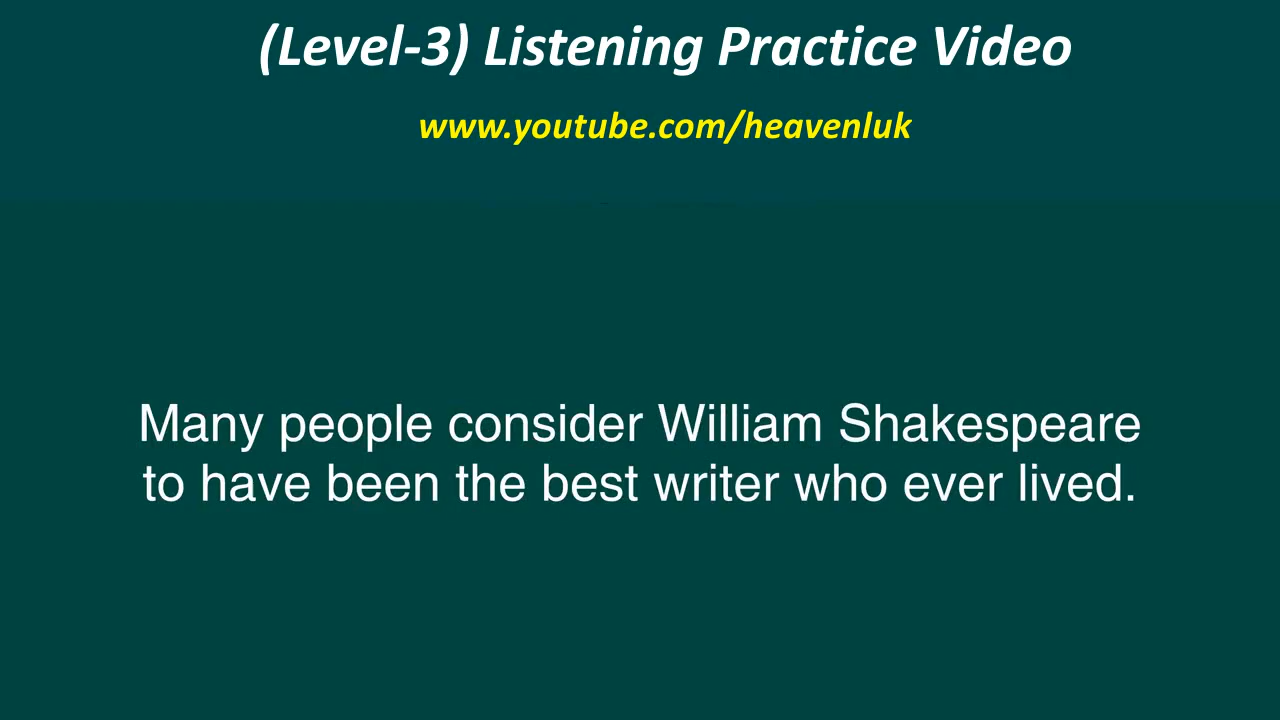 (Level-3) Listening Practice Video
www.youtube.com/heavenluk
Many people consider William Shakespeare
to have been the best writer who ever lived.